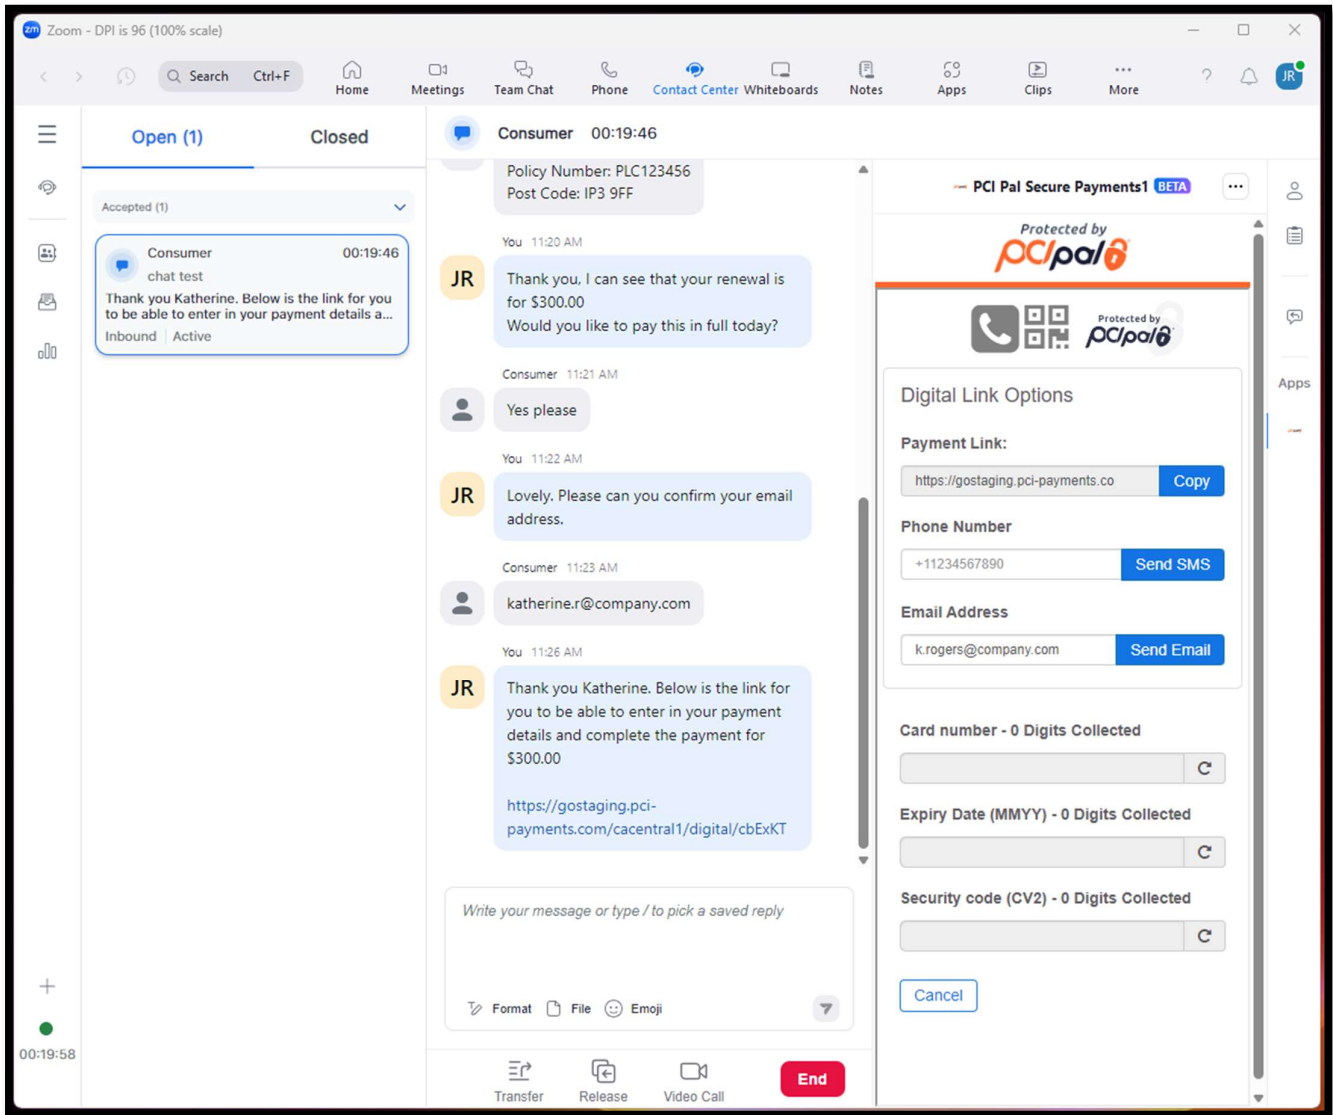 zm Zoom - DPI is 96 (100% scale)
Search Ctrl+F
Home
Meetings
Team Chat
Phone
Contact Center
Whiteboards
Notes
Apps
Clips
More
?
JR
Open (1)
Closed
Accepted (1)
Consumer 00:19:46
chat test
Thank you Katherine. Below is the link for you
to be able to enter in your payment details a...
Inbound | Active
00:19:58
Consumer 00:19:46
Policy Number: PLC123456
Post Code: IP3 9FF
You 11:20 AM
JR
Thank you, I can see that your renewal is
for $300.00
Would you like to pay this in full today?
Consumer 11:21 AM
Yes please
You 11:22 AM
JR
Lovely. Please can you confirm your email
address.
Consumer 11:23 AM
katherine.r@company.com
You 11:26 AM
JR
Thank you Katherine. Below is the link for
you to be able to enter in your payment
details and complete the payment for
$300.00
https://gostaging.pci-
payments.com/cacentral1/digital/cbExKT
Write your message or type / to pick a saved reply
Format
File
Emoji
Transfer
Release
Video Call
End
PCI Pal Secure Payments1 BETA
Protected by
pcipal
Protected by
pcipal
Digital Link Options
Payment Link:
https://gostaging.pci-payments.co
Copy
Phone Number
+11234567890
Send SMS
Email Address
k.rogers@company.com
Send Email
Card number - 0 Digits Collected
Expiry Date (MMYY) - 0 Digits Collected
Security code (CV2) - 0 Digits Collected
Cancel
Apps